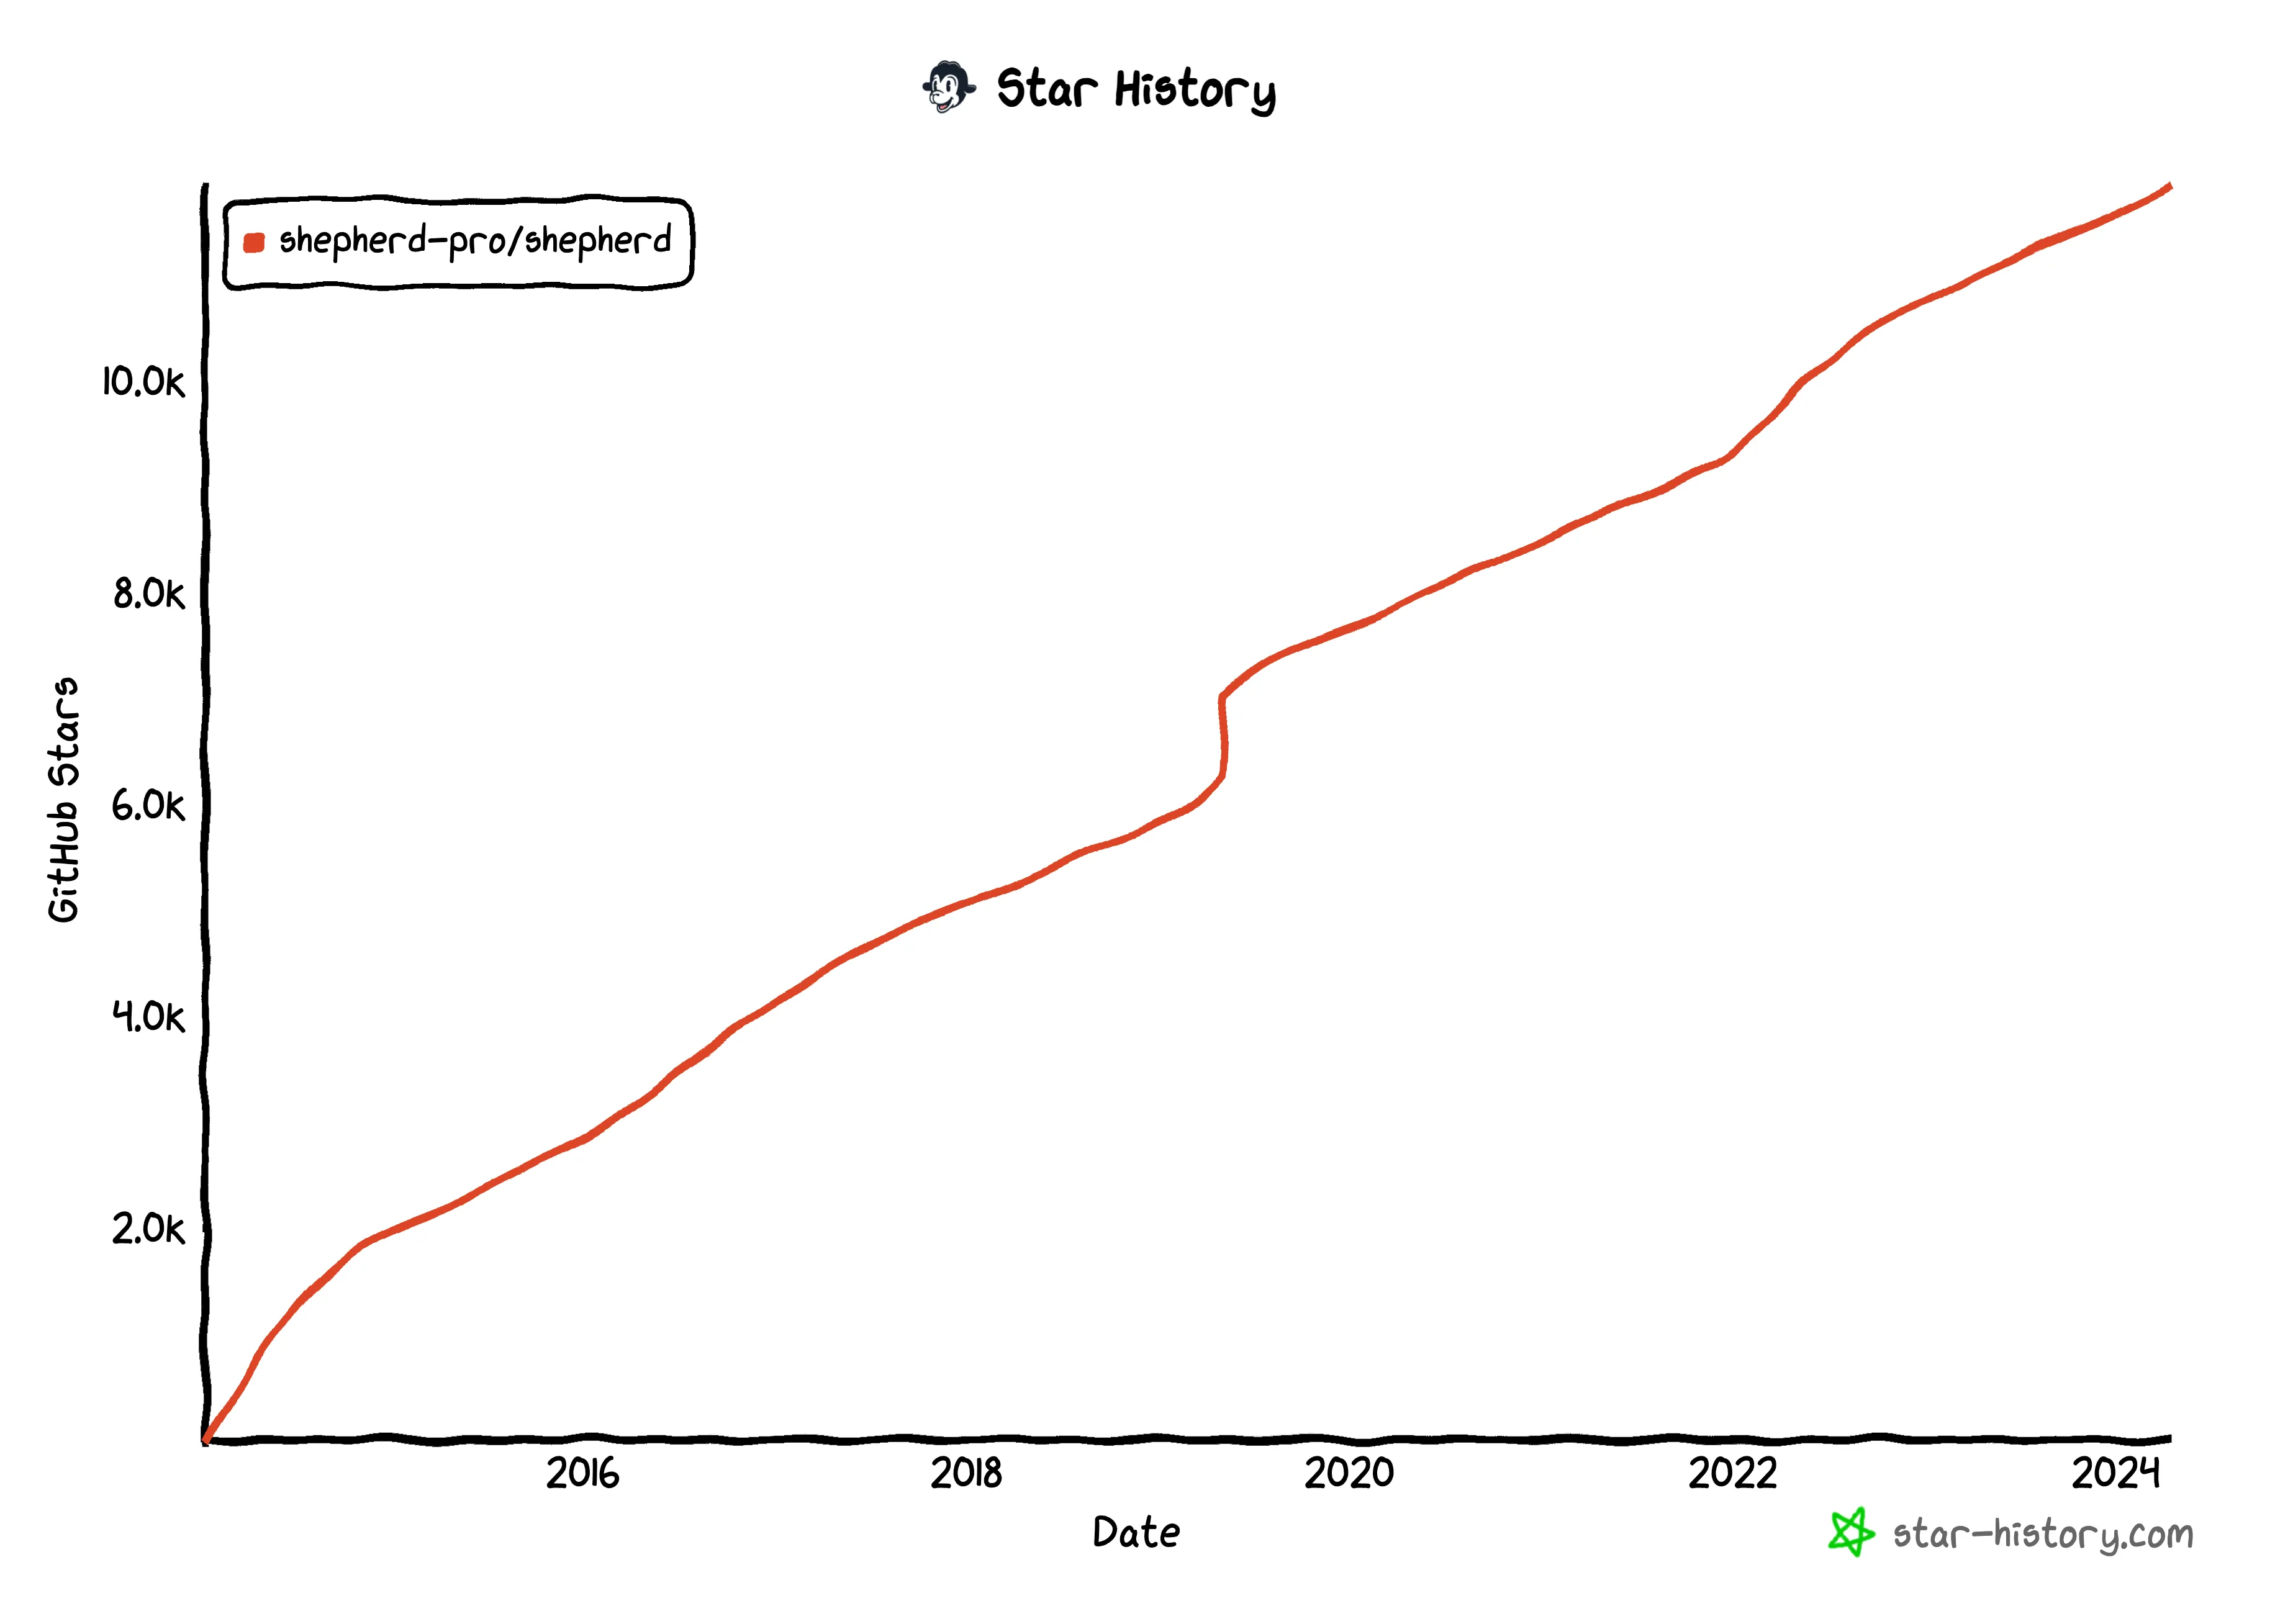 Star History
shepherd-pro/shepherd
10.0K
8.0K
6.0K
4.0K
2.0K
GitHub Stars
2016 2018 2020 2022 2024
Date
star-history.com